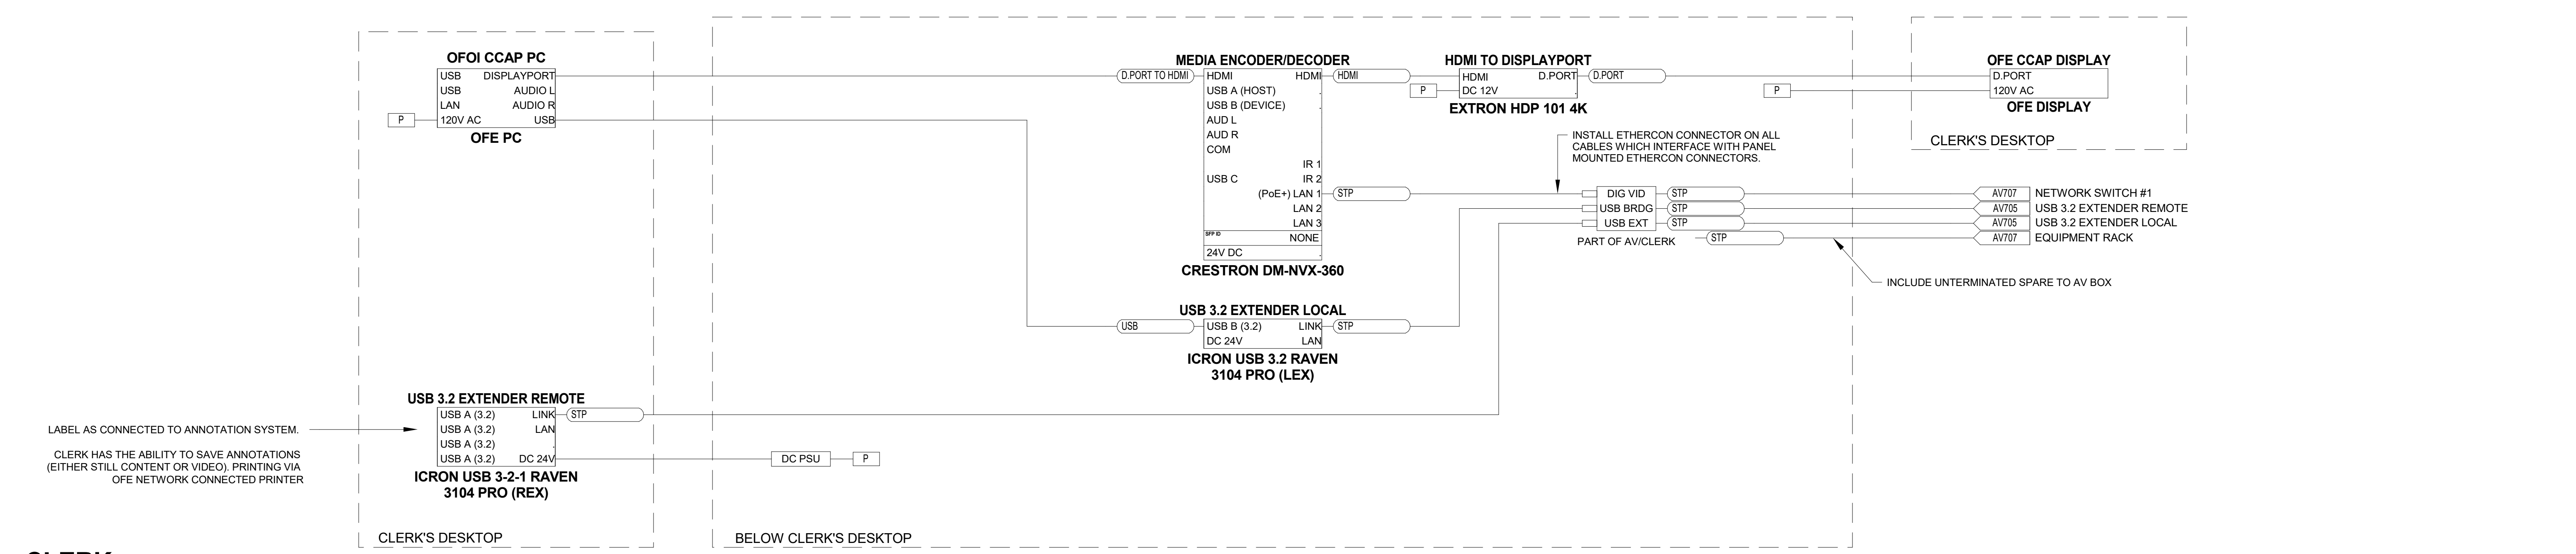 OFOI CCAP PC
USB DISPLAYPORT
USB AUDIO L
LAN AUDIO R
P 120V AC USB
OFE PC
USB 3.2 EXTENDER REMOTE
USB A (3.2) LINK STP
USB A (3.2) LAN
USB A (3.2) .
USB A (3.2) DC 24V
ICRON USB 3-2-1 RAVEN
3104 PRO (REX)
LABEL AS CONNECTED TO ANNOTATION SYSTEM.
CLERK HAS THE ABILITY TO SAVE ANNOTATIONS
(EITHER STILL CONTENT OR VIDEO). PRINTING VIA
OFE NETWORK CONNECTED PRINTER
CLERK'S DESKTOP
DC PSU P
MEDIA ENCODER/DECODER
D.PORT TO HDMI HDMI HDMI HDMI
USB A (HOST) .
USB B (DEVICE) .
AUD L
AUD R
COM
IR 1
USB C IR 2
(PoE+) LAN 1 STP
LAN 2
LAN 3
SFP ID NONE
24V DC .
CRESTRON DM-NVX-360
USB 3.2 EXTENDER LOCAL
USB USB B (3.2) LINK STP
DC 24V LAN
ICRON USB 3.2 RAVEN
3104 PRO (LEX)
HDMI TO DISPLAYPORT
HDMI D.PORT D.PORT
P DC 12V .
EXTRON HDP 101 4K
INSTALL ETHERCON CONNECTOR ON ALL
CABLES WHICH INTERFACE WITH PANEL
MOUNTED ETHERCON CONNECTORS.
DIG VID STP AV707 NETWORK SWITCH #1
USB BRDG STP AV705 USB 3.2 EXTENDER REMOTE
USB EXT STP AV705 USB 3.2 EXTENDER LOCAL
PART OF AV/CLERK STP AV707 EQUIPMENT RACK
INCLUDE UNTERMINATED SPARE TO AV BOX
BELOW CLERK'S DESKTOP
OFE CCAP DISPLAY
D.PORT
P 120V AC
OFE DISPLAY
CLERK'S DESKTOP
CLERK